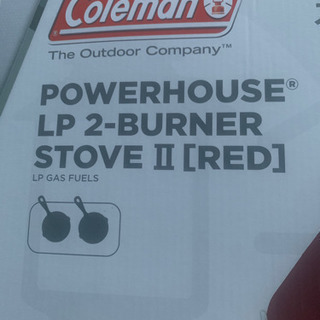 Coleman
The Outdoor Company™
POWERHOUSE®
LP 2-BURNER
STOVE Ⅱ [RED]
LP GAS FUELS